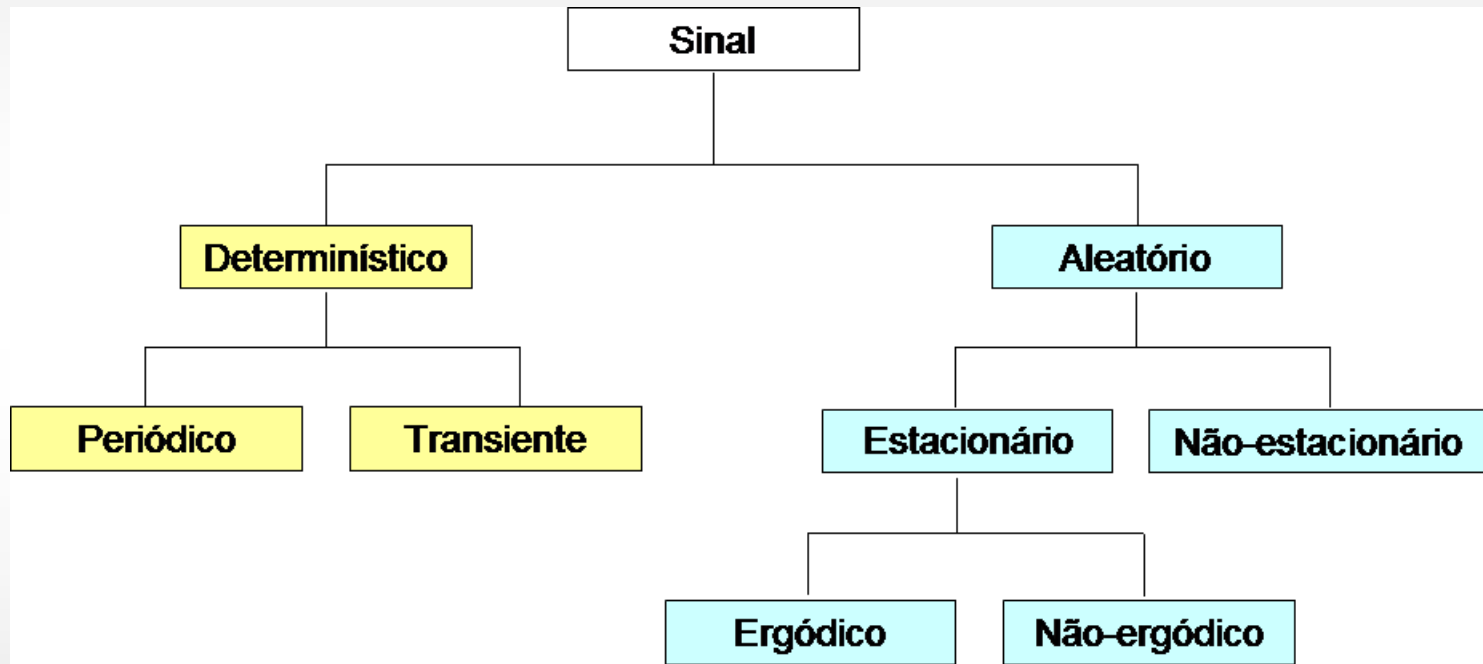 Sinal
Determinístico
Aleatório
Periódico
Transiente
Estacionário
Não-estacionário
Ergódico
Não-ergódico